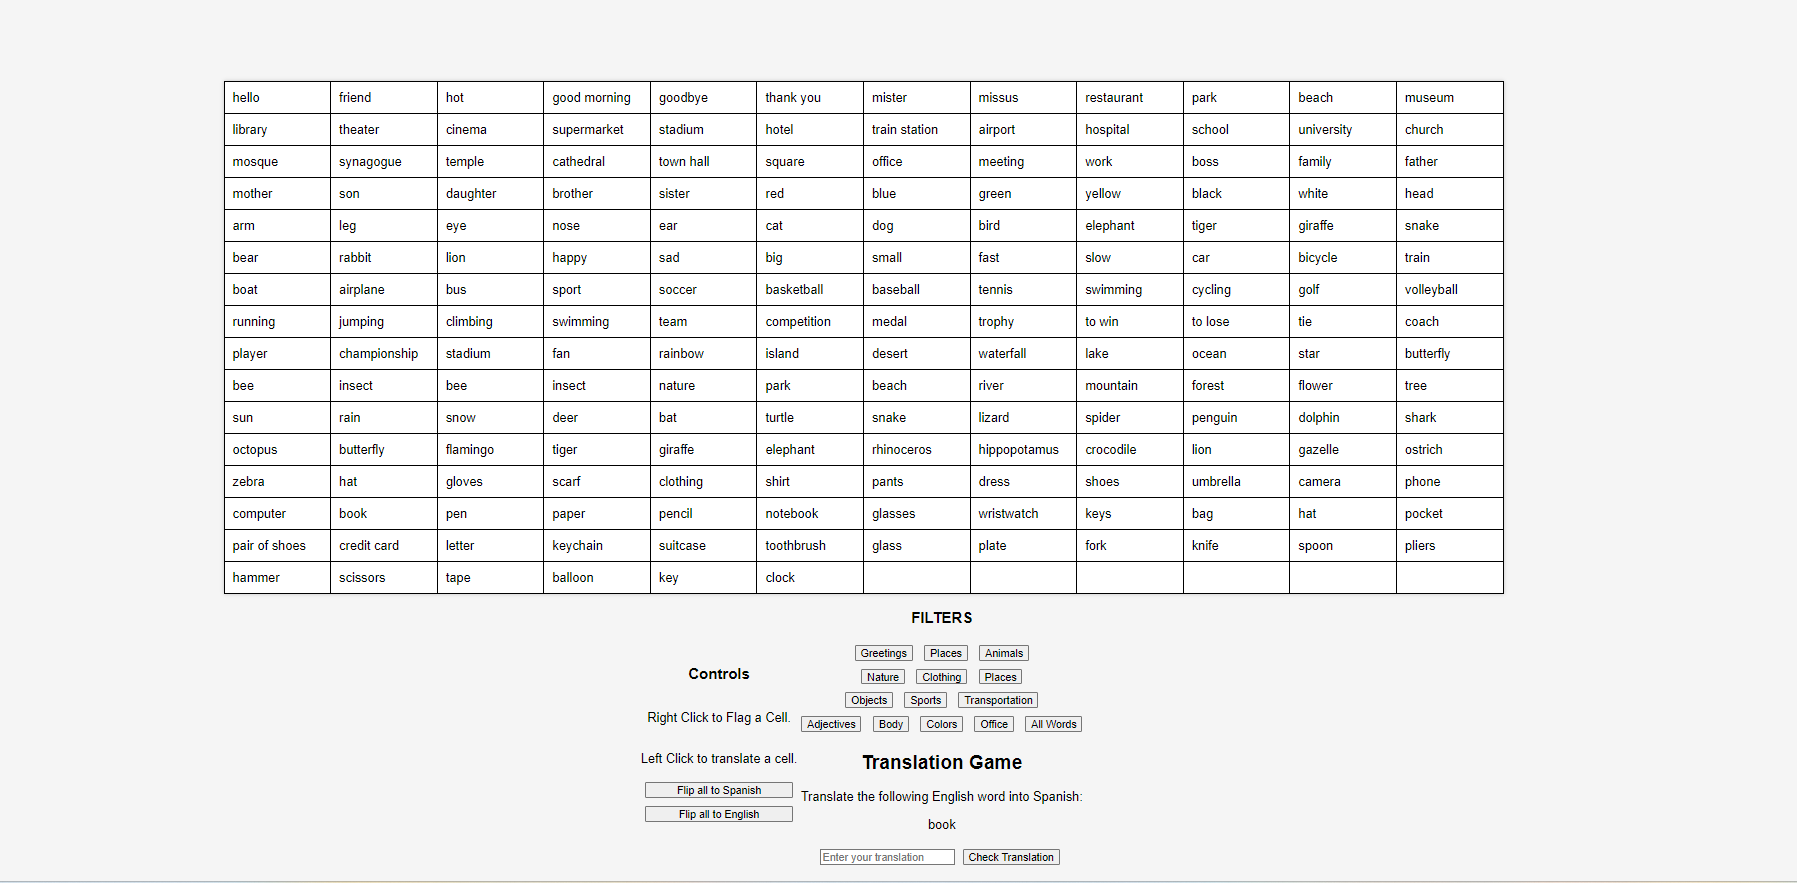 hello friend hot good morning goodbye thank you mister missus restaurant park beach museum
library theater cinema supermarket stadium hotel train station airport hospital school university church
mosque synagogue temple cathedral town hall square office meeting work boss family father
mother son daughter brother sister red blue green yellow black white head
arm leg eye nose ear cat dog bird elephant tiger giraffe snake
bear rabbit lion happy sad big small fast slow car bicycle train
boat airplane bus sport soccer basketball baseball tennis swimming cycling golf volleyball
running jumping climbing swimming team competition medal trophy to win to lose tie coach
player championship stadium fan rainbow island desert waterfall lake ocean star butterfly
bee insect bee insect nature park beach river mountain forest flower tree
sun rain snow deer bat turtle snake lizard spider penguin dolphin shark
octopus butterfly flamingo tiger giraffe elephant rhinoceros hippopotamus crocodile lion gazelle ostrich
zebra hat gloves scarf clothing shirt pants dress shoes umbrella camera phone
computer book pen paper pencil notebook glasses wristwatch keys bag hat pocket
pair of shoes credit card letter keychain suitcase toothbrush glass plate fork knife spoon pliers
hammer scissors tape balloon key clock
Controls
Right Click to Flag a Cell.
Left Click to translate a cell.
Flip all to Spanish
Flip all to English
FILTERS
Greetings Places Animals
Nature Clothing Places
Objects Sports Transportation
Adjectives Body Colors Office All Words
Translation Game
Translate the following English word into Spanish:
book
Enter your translation Check Translation